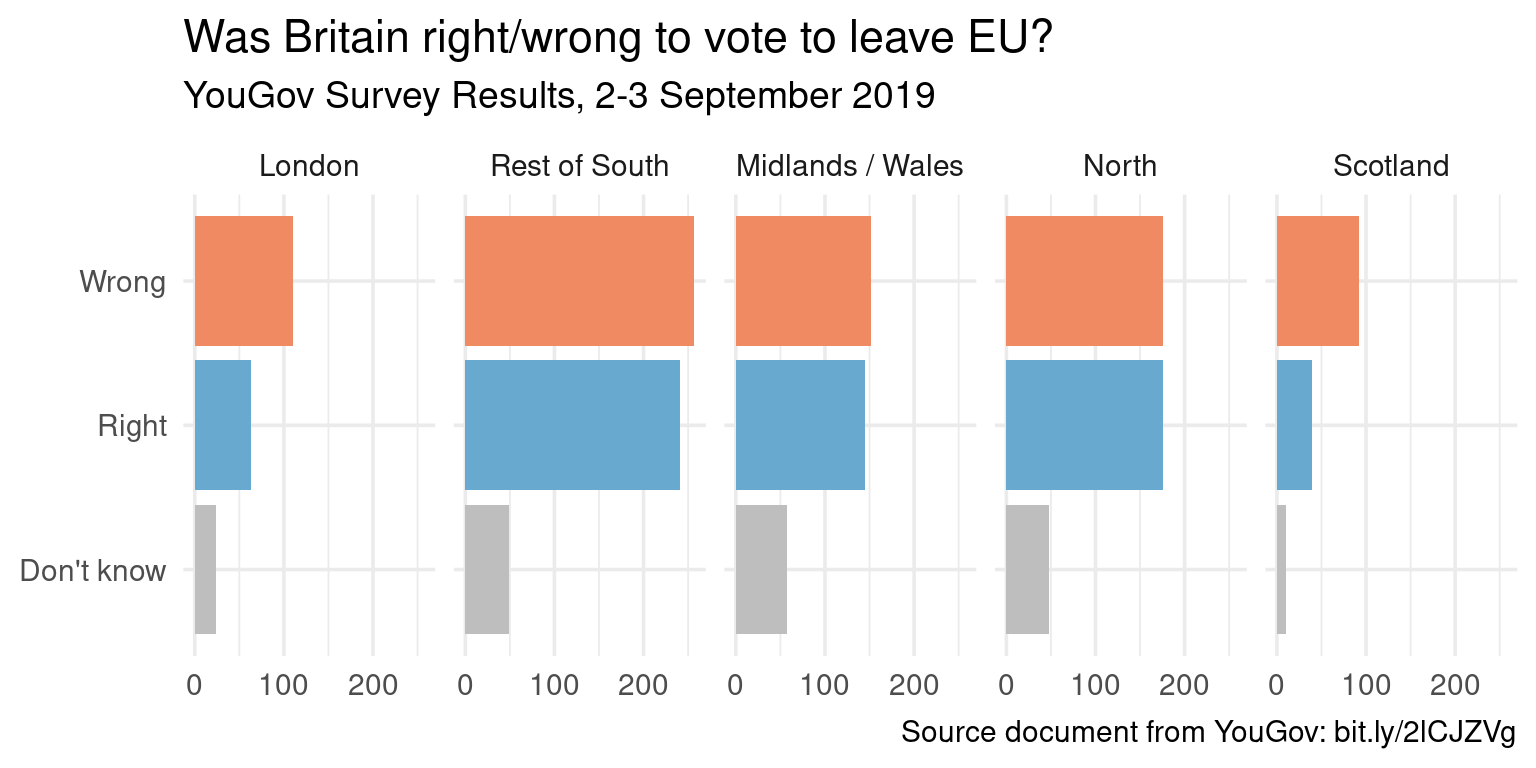 Was Britain right/wrong to vote to leave EU?
YouGov Survey Results, 2-3 September 2019
London Rest of South Midlands / Wales North Scotland
Wrong
Right
Don't know
0 100 200 0 100 200 0 100 200 0 100 200 0 100 200
Source document from YouGov: bit.ly/2lCJZVg